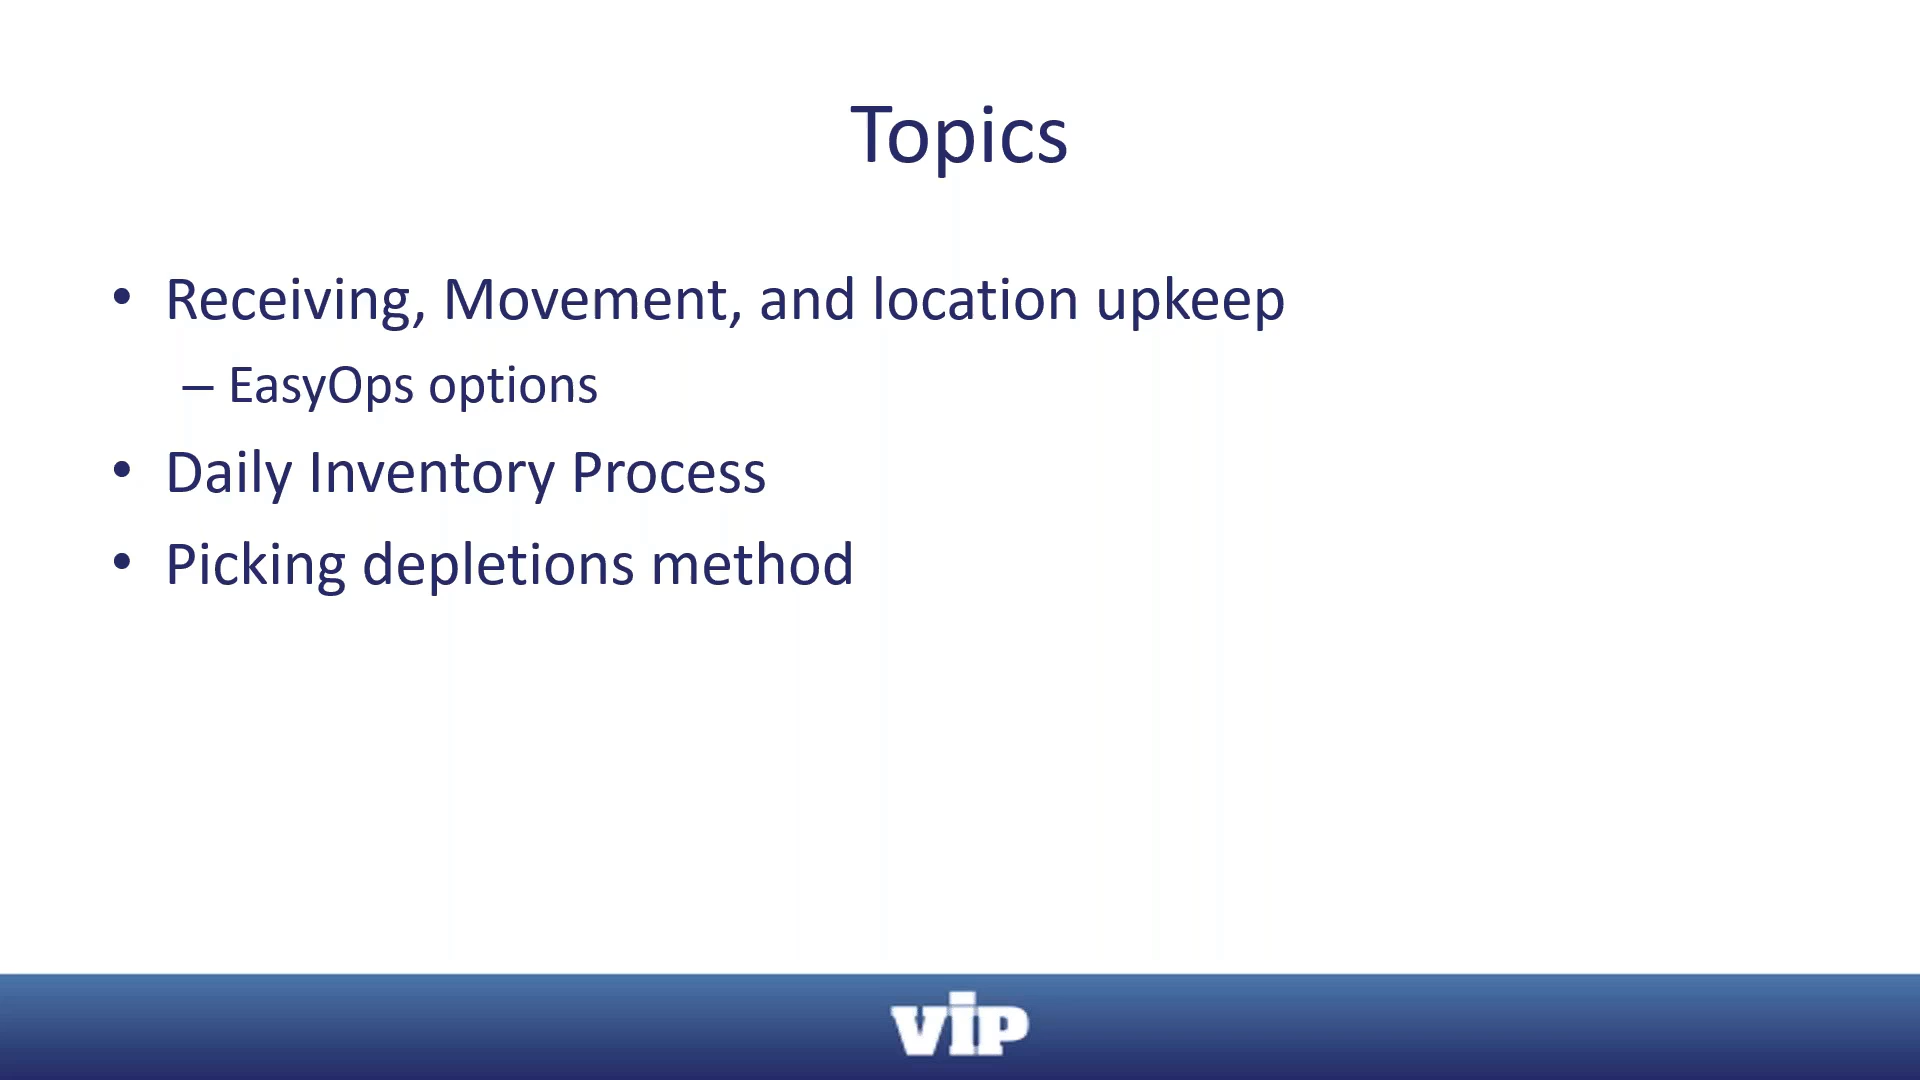 Topics
• Receiving, Movement, and location upkeep
– EasyOps options
• Daily Inventory Process
• Picking depletions method
vip